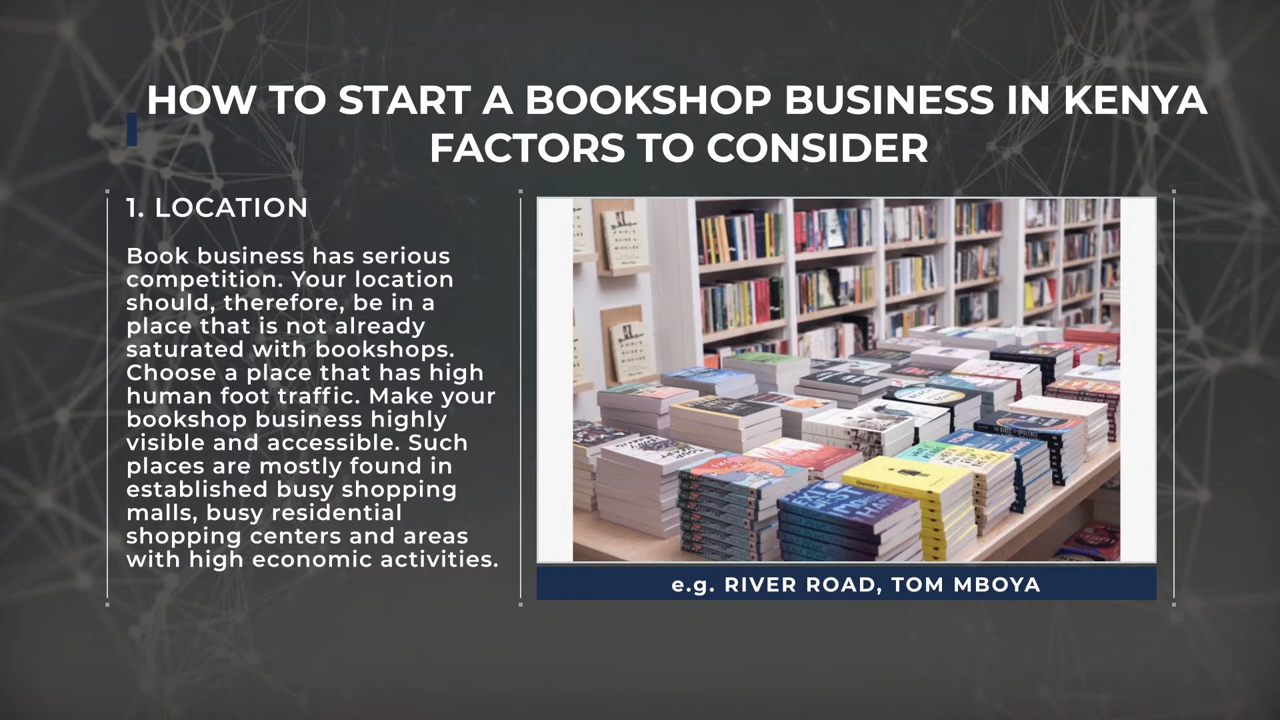 HOW TO START A BOOKSHOP BUSINESS IN KENYA
FACTORS TO CONSIDER
1. LOCATION
Book business has serious
competition. Your location
should, therefore, be in a
place that is not already
saturated with bookshops.
Choose a place that has high
human foot traffic. Make your
bookshop business highly
visible and accessible. Such
places are mostly found in
established busy shopping
malls, busy residential
shopping centers and areas
with high economic activities.
e.g. RIVER ROAD, TOM MBOYA